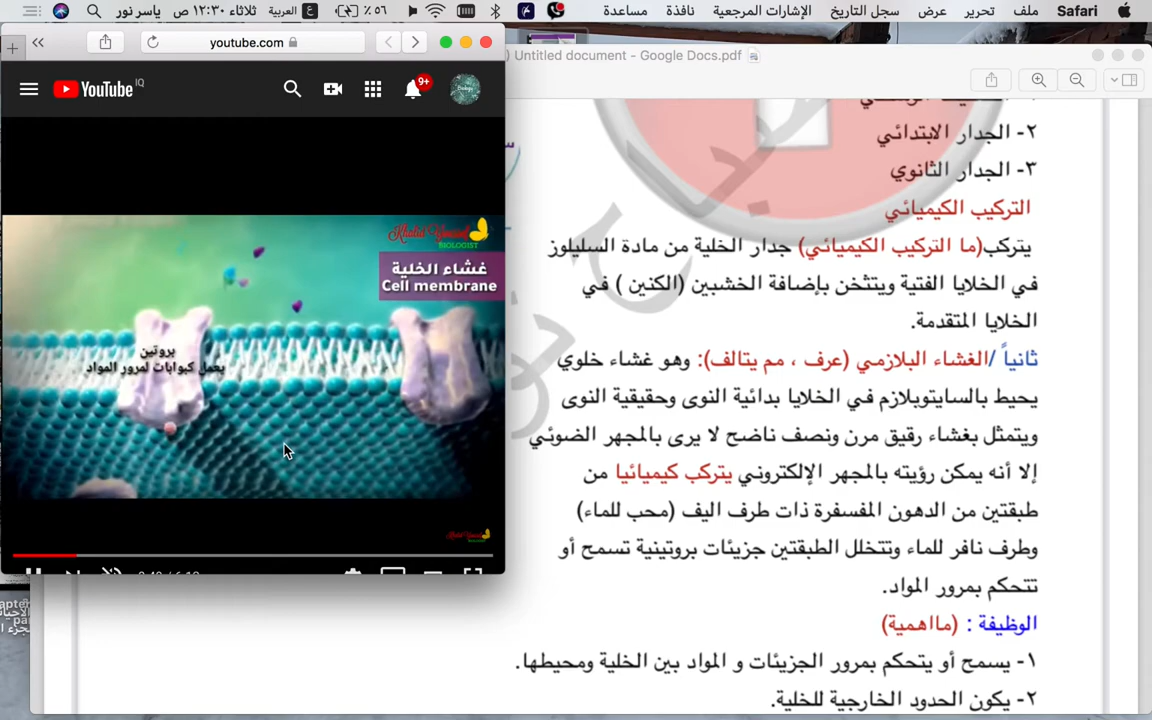 Safari ملف تحرير عرض سجل التاريخ الإشارات المرجعية نافذة مساعدة
٥٦ ٪ العربية ثلاثاء ١٢:٣٠ ص ياسر نور
youtube.com
Untitled document - Google Docs.pdf
YouTube IQ
9+
Biology
Khalid Yousif
BIOLOGIST
غشاء الخلية
Cell membrane
بروتين
يعمل كبوابات لمرور المواد
٢- الجدار الابتدائي
٣- الجدار الثانوي
التركيب الكيميائي
يتركب(ما التركيب الكيميائي) جدار الخلية من مادة السليلوز
في الخلايا الفتية ويتثخن بإضافة الخشبين (الكنين ) في
الخلايا المتقدمة.
ثانياً /الغشاء البلازمي (عرف ، مم يتالف): وهو غشاء خلوي
يحيط بالسايتوبلازم في الخلايا بدائية النوى وحقيقية النوى
ويتمثل بغشاء رقيق مرن ونصف ناضح لا يرى بالمجهر الضوئي
إلا أنه يمكن رؤيته بالمجهر الإلكتروني يتركب كيميائيا من
طبقتين من الدهون المفسفرة ذات طرف اليف (محب للماء)
وطرف نافر للماء وتتخلل الطبقتين جزيئات بروتينية تسمح أو
تتحكم بمرور المواد.
الوظيفة : (مااهمية)
١- يسمح أو يتحكم بمرور الجزيئات و المواد بين الخلية ومحيطها.
٢- يكون الحدود الخارجية للخلية.